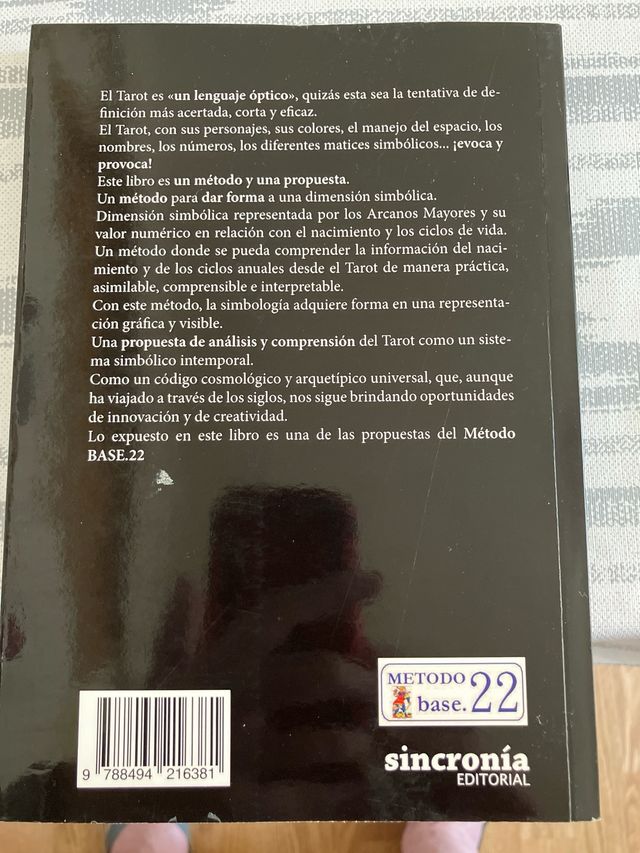 El Tarot es «un lenguaje óptico», quizás esta sea la tentativa de de-
finición más acertada, corta y eficaz.
El Tarot, con sus personajes, sus colores, el manejo del espacio, los
nombres, los números, los diferentes matices simbólicos... ¡evoca y
provoca!
Este libro es un método y una propuesta.
Un método para dar forma a una dimensión simbólica.
Dimensión simbólica representada por los Arcanos Mayores y su
valor numérico en relación con el nacimiento y los ciclos de vida.
Un método donde se pueda comprender la información del naci-
miento y de los ciclos anuales desde el Tarot de manera práctica,
asimilable, comprensible e interpretable.
Con este método, la simbología adquiere forma en una representa-
ción gráfica y visible.
Una propuesta de análisis y comprensión del Tarot como un siste-
ma simbólico intemporal.
Como un código cosmológico y arquetípico universal, que, aunque
ha viajado a través de los siglos, nos sigue brindando oportunidades
de innovación y de creatividad.
Lo expuesto en este libro es una de las propuestas del Método
BASE.22
METODO
base.22
sincronía
EDITORIAL
9 788494 216381